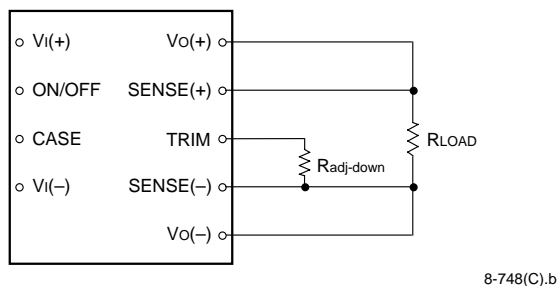 VI(+) VO(+)
ON/OFF SENSE(+)
CASE TRIM RLOAD
Radj-down
VI(–) SENSE(–)
VO(–)
8-748(C).b